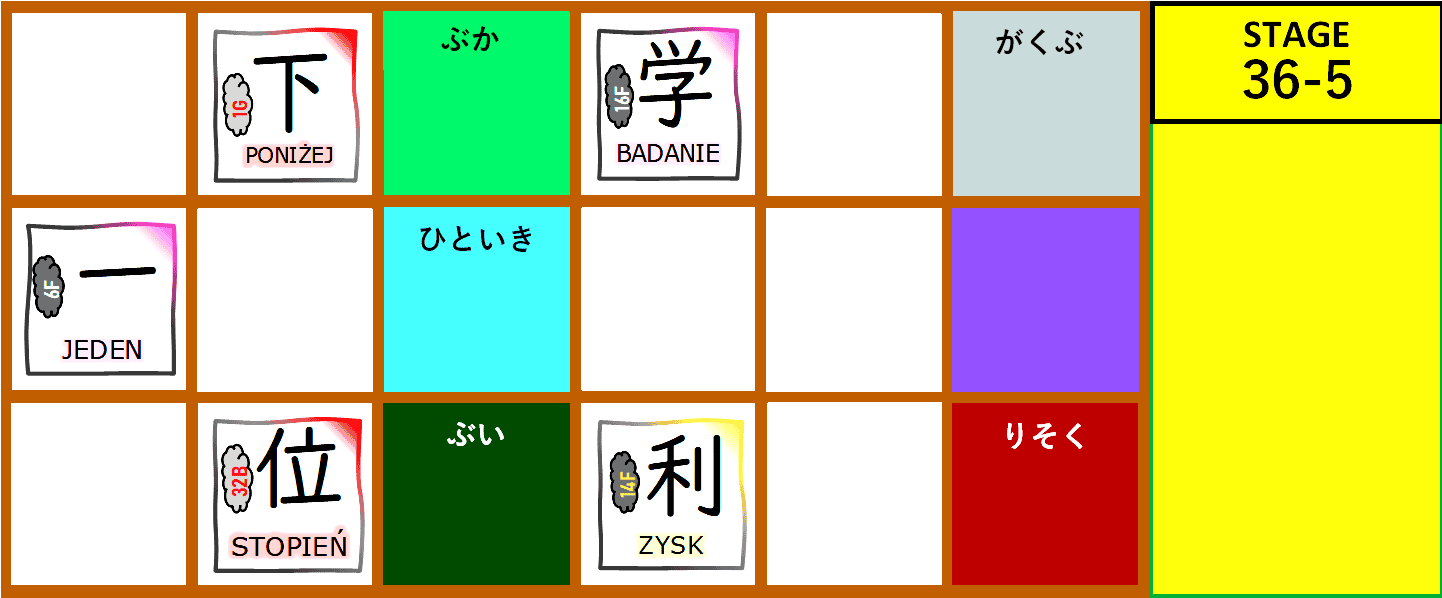 下
1G
PONIŻEJ
ぶか
学
16F
BADANIE
がくぶ
STAGE
36-5
一
6F
JEDEN
ひといき
位
32B
STOPIEŃ
ぶい
利
14F
ZYSK
りそく